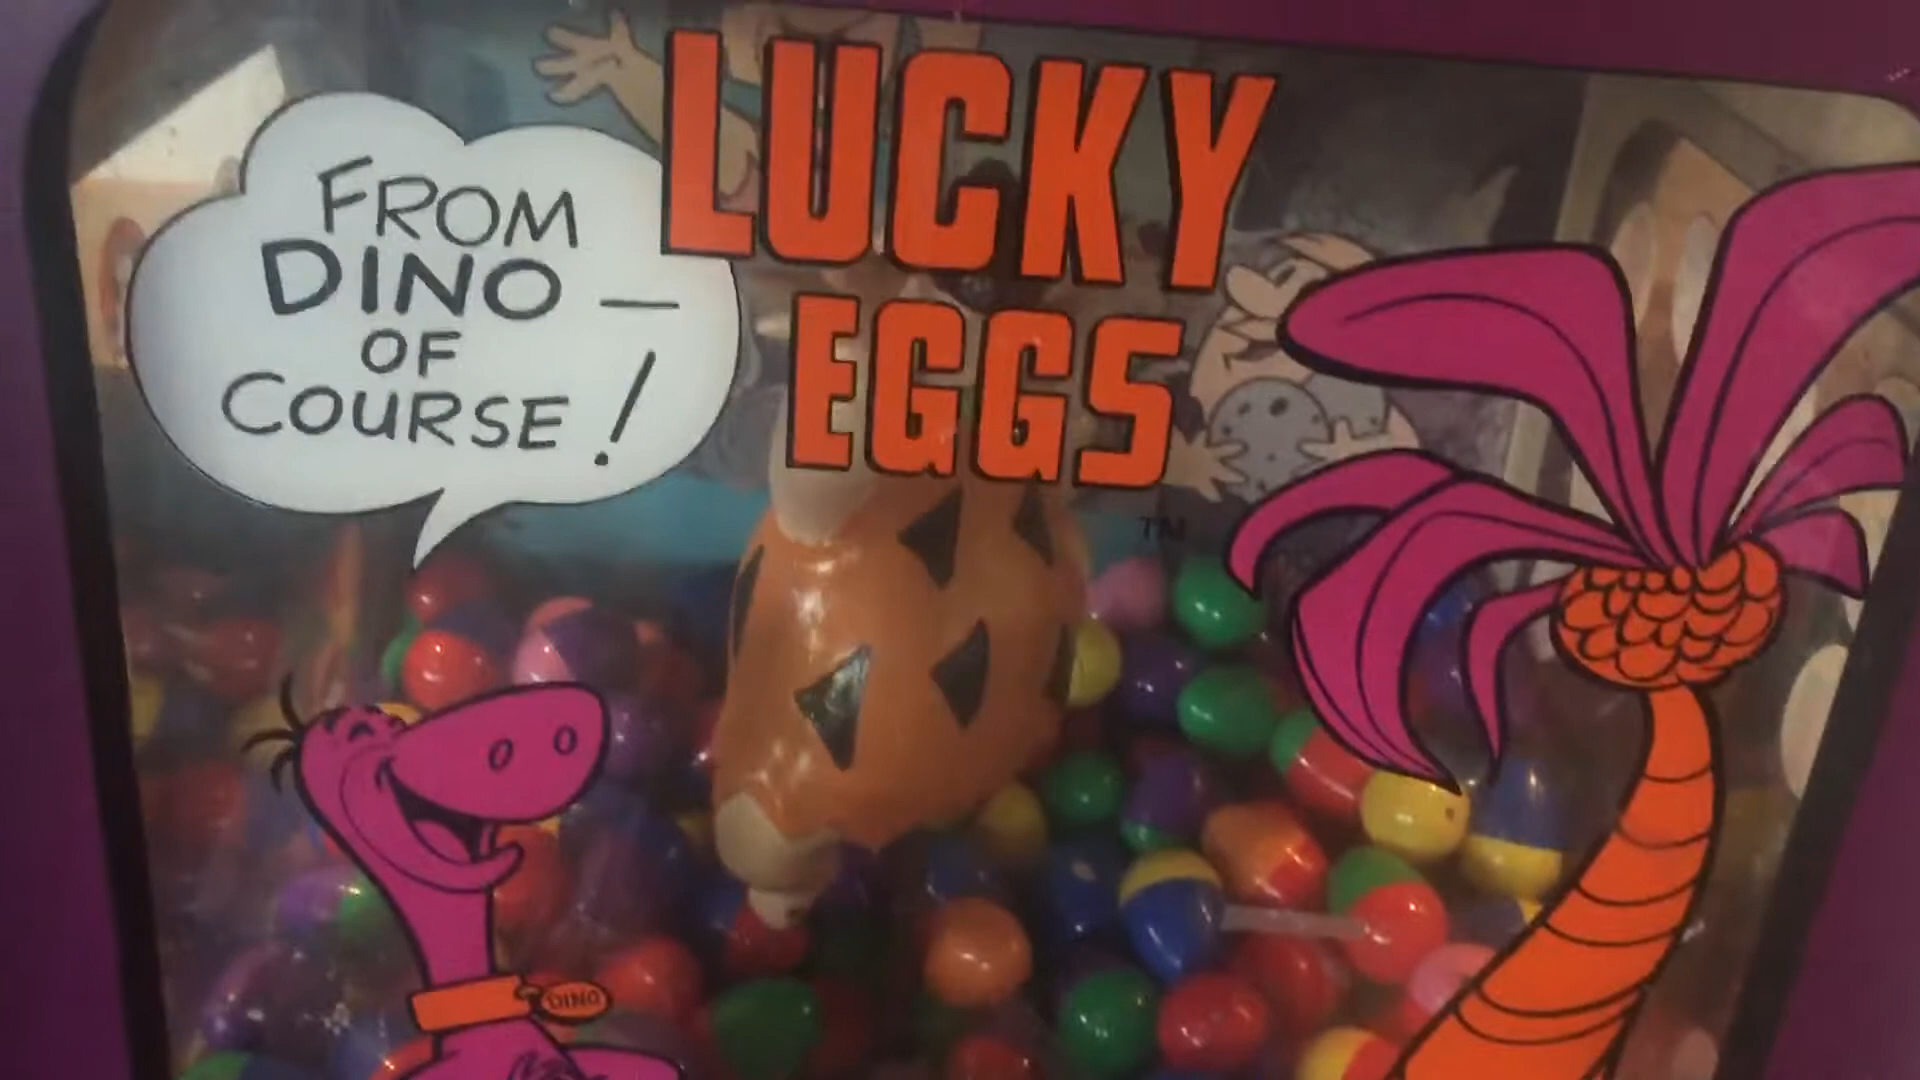 LUCKY
EGGS
TM
FROM
DINO —
OF
COURSE!
DINO